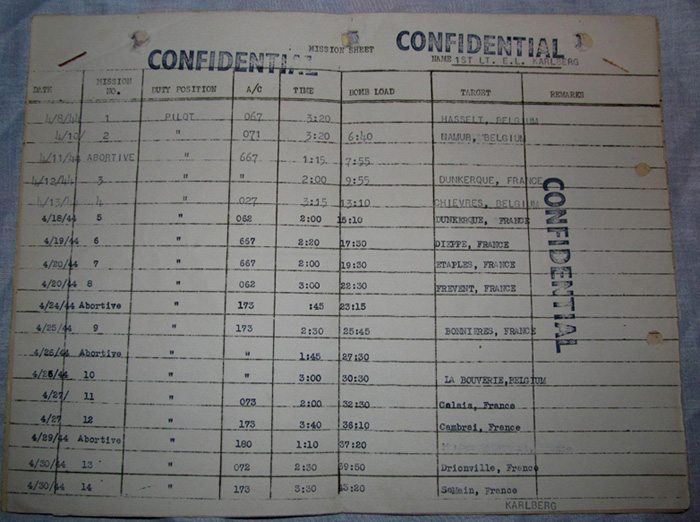 CONFIDENTIAL MISSION SHEET CONFIDENTIAL
NAME 1ST LT. E.L. KARLBERG
DATE MISSION NO. DUTY POSITION A/C TIME BOMB LOAD TARGET REMARKS
4/8/44 1 PILOT 067 3:20 HASSELT, BELGIUM
4/10/ 2 " 071 3:20 6:40 NAMUR, BELGIUM
4/11/44 ABORTIVE " 667 1:15 7:55
4/12/44 3 " " 2:00 9:55 DUNKERQUE, FRANCE
4/13/44 4 " 027 3:15 13:10 CHIEVRES, BELGIUM
4/18/44 5 " 062 2:00 15:10 DUNKERQUE, FRANCE
4/19/44 6 " 667 2:20 17:30 DIEPPE, FRANCE
4/20/44 7 " 667 2:00 19:30 ETAPLES, FRANCE
4/20/44 8 " 062 3:00 22:30 FREVENT, FRANCE
4/24/44 Abortive " 173 :45 23:15
4/25/44 9 " 173 2:30 25:45 BONNIERES, FRANCE
4/26/44 Abortive " " 1:45 27:30
4/26/44 10 " " 3:00 30:30 LA BOUVERIE, BELGIUM
4/27/ 11 " 073 2:00 32:30 Calais, France
4/27 12 " 173 3:40 36:10 Cambrai, France
4/29/44 Abortive " 180 1:10 37:20
4/30/44 13 " 072 2:30 39:50 Drionville, France
4/30/44 14 " 173 3:30 43:20 Somain, France
KARLBERG
CONFIDENTIAL